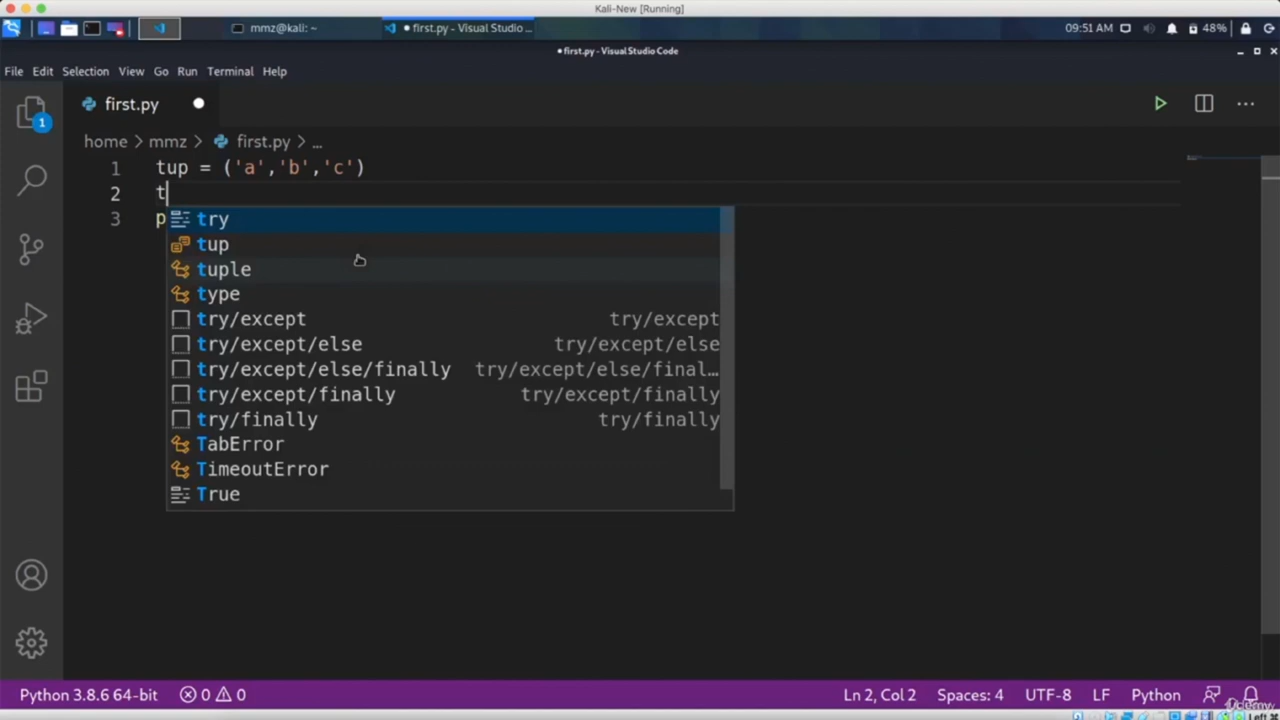 Kali-New [Running]
mmz@kali: ~
first.py - Visual Studio ...
09:51 AM
48%
first.py - Visual Studio Code
File Edit Selection View Go Run Terminal Help
1
first.py
home > mmz > first.py > ...
1 tup = ('a','b','c')
2 t
3 p
try
tup
tuple
type
try/except try/except
try/except/else try/except/else
try/except/else/finally try/except/else/final…
try/except/finally try/except/finally
try/finally try/finally
TabError
TimeoutError
True
Python 3.8.6 64-bit 0 0 Ln 2, Col 2 Spaces: 4 UTF-8 LF Python
Udemy
Left ⌘